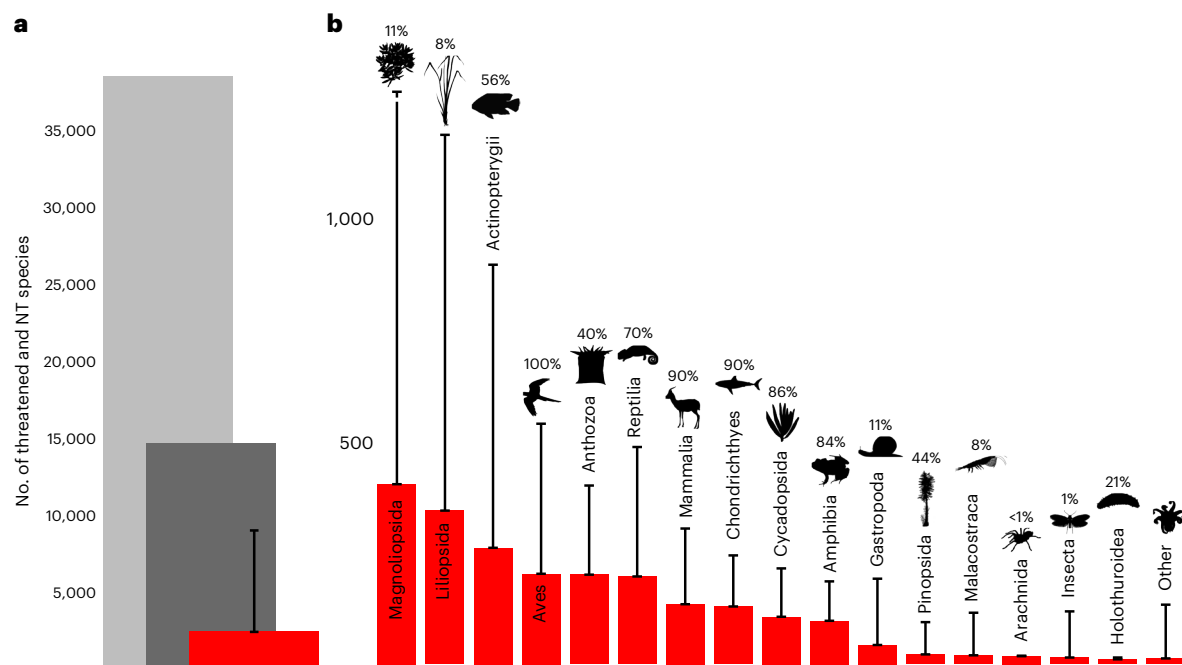 a
No. of threatened and NT species
35,000
30,000
25,000
20,000
15,000
10,000
5,000
b
1,000
500
11%
Magnoliopsida
8%
Liliopsida
56%
Actinopterygii
100%
Aves
40%
Anthozoa
70%
Reptilia
90%
Mammalia
90%
Chondrichthyes
86%
Cycadopsida
84%
Amphibia
11%
Gastropoda
44%
Pinopsida
8%
Malacostraca
<1%
Arachnida
1%
Insecta
21%
Holothuroidea
Other